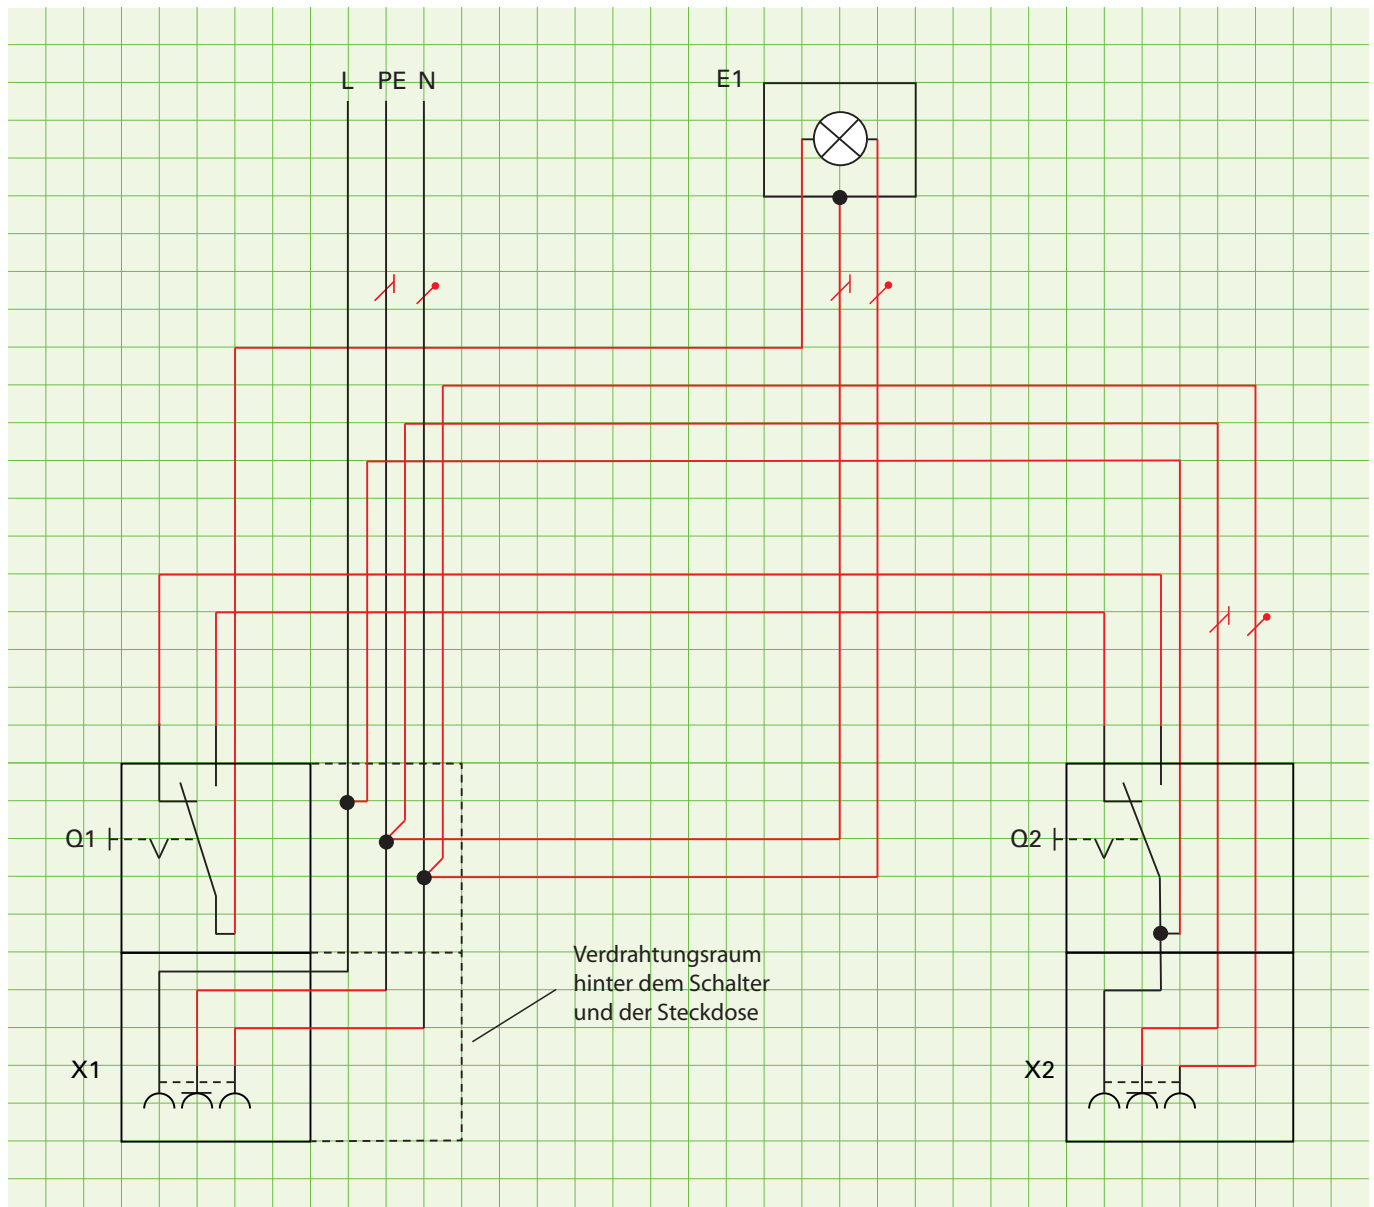 L PE N
E1
Q1
Q2
Verdrahtungsraum
hinter dem Schalter
und der Steckdose
X1
X2